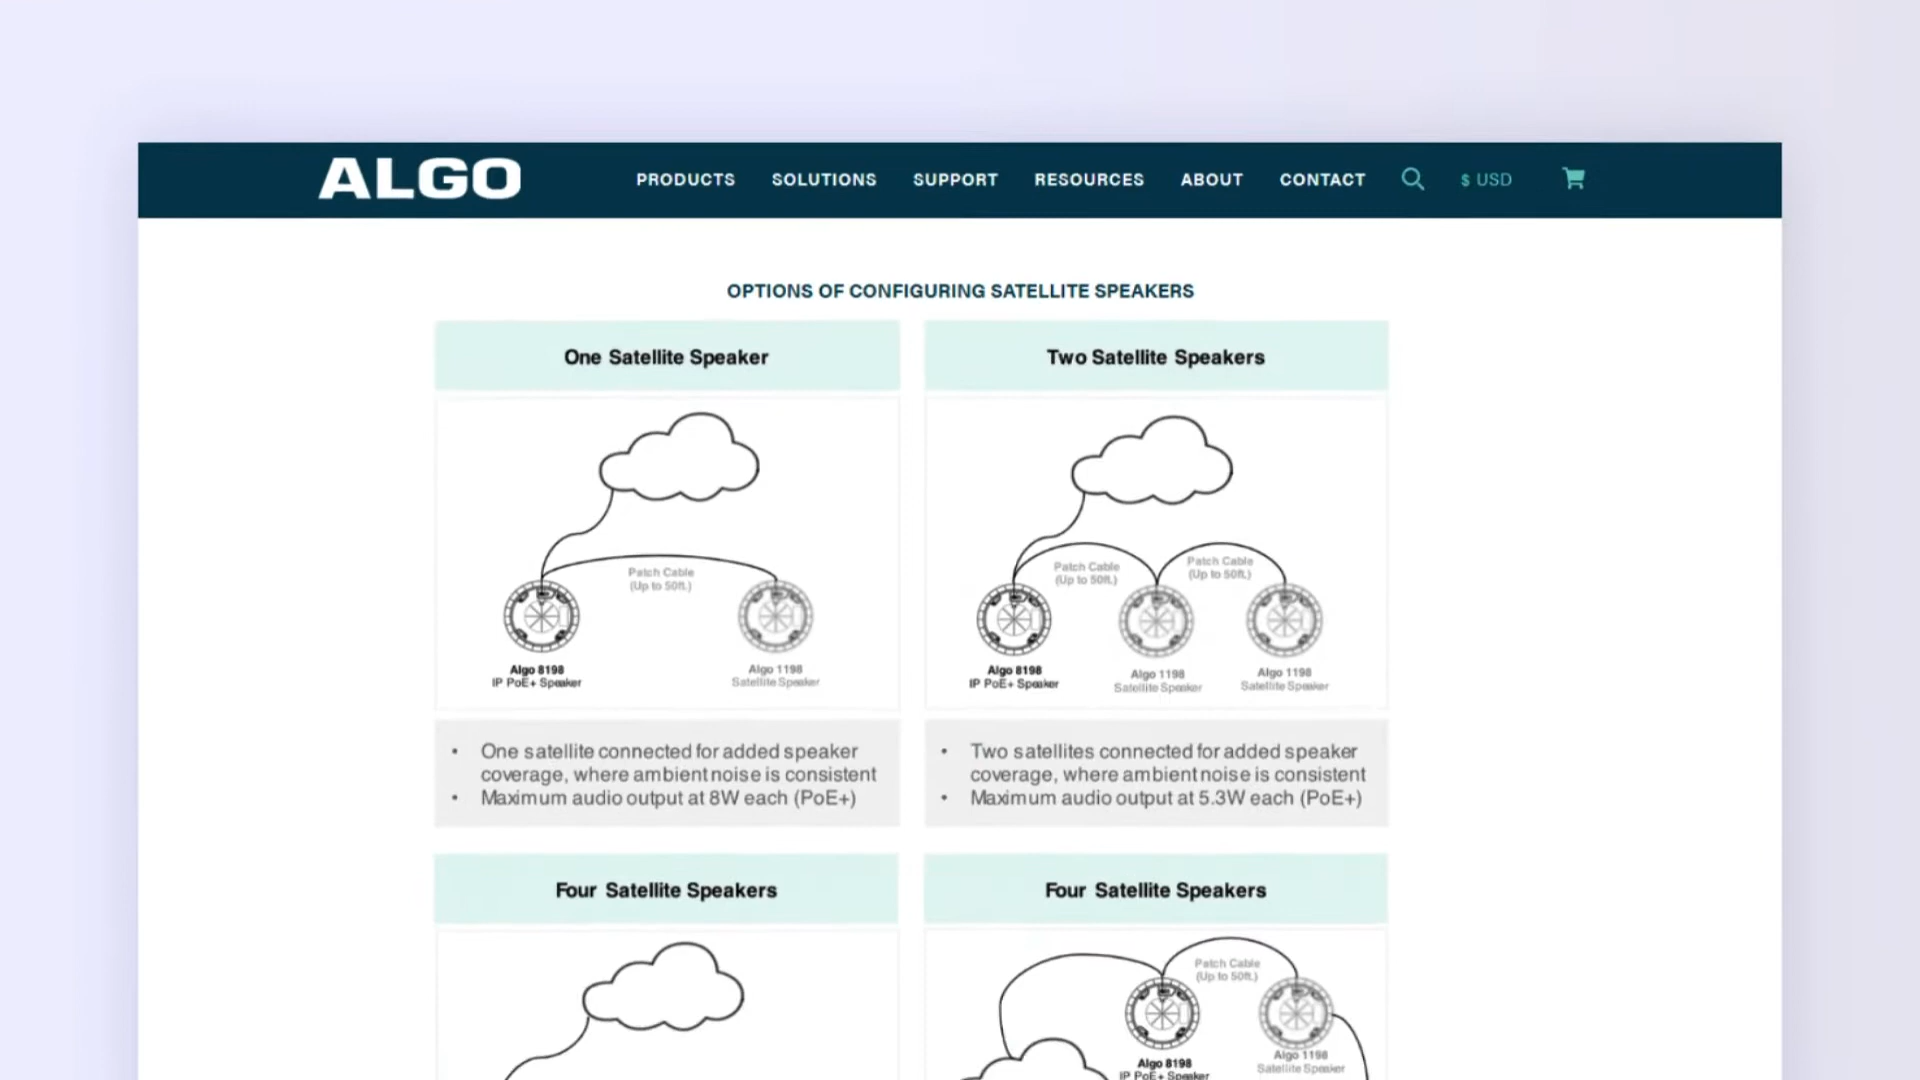 ALGO
PRODUCTS SOLUTIONS SUPPORT RESOURCES ABOUT CONTACT $ USD
OPTIONS OF CONFIGURING SATELLITE SPEAKERS
One Satellite Speaker
Patch Cable
(Up to 50ft.)
Algo 8198
IP PoE+ Speaker
Algo 1198
Satellite Speaker
• One satellite connected for added speaker
coverage, where ambient noise is consistent
• Maximum audio output at 8W each (PoE+)
Two Satellite Speakers
Patch Cable
(Up to 50ft.)
Patch Cable
(Up to 50ft.)
Algo 8198
IP PoE+ Speaker
Algo 1198
Satellite Speaker
Algo 1198
Satellite Speaker
• Two satellites connected for added speaker
coverage, where ambient noise is consistent
• Maximum audio output at 5.3W each (PoE+)
Four Satellite Speakers
Four Satellite Speakers
Patch Cable
(Up to 50ft.)
Algo 8198
IP PoE+ Speaker
Algo 1198
Satellite Speaker